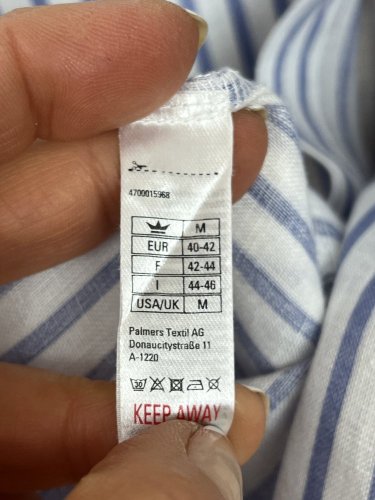 4700015968
M
EUR 40-42
F 42-44
I 44-46
USA/UK M
Palmers Textil AG
Donaucitystraße 11
A-1220
30
KEEP AWAY